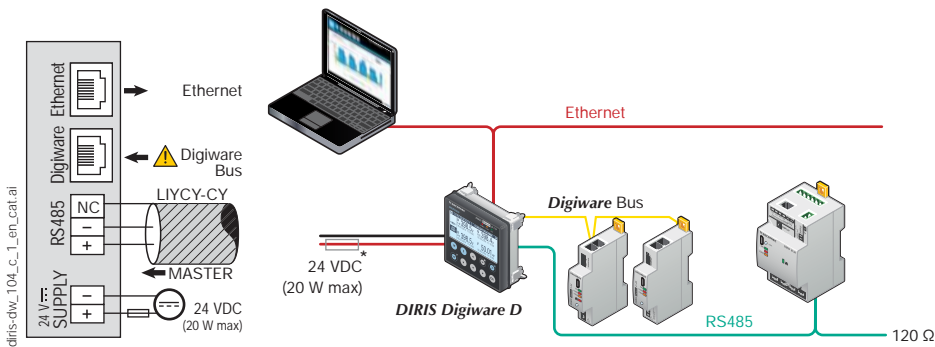 diris-dw_104_c_1_en_cat.ai
Ethernet
Ethernet
Digiware
Digiware
Bus
RS485
NC
−
+
LIYCY-CY
MASTER
24 V
SUPPLY
−
+
24 VDC
(20 W max)
Ethernet
Digiware Bus
*
24 VDC
(20 W max)
DIRIS Digiware D
RS485
120 Ω